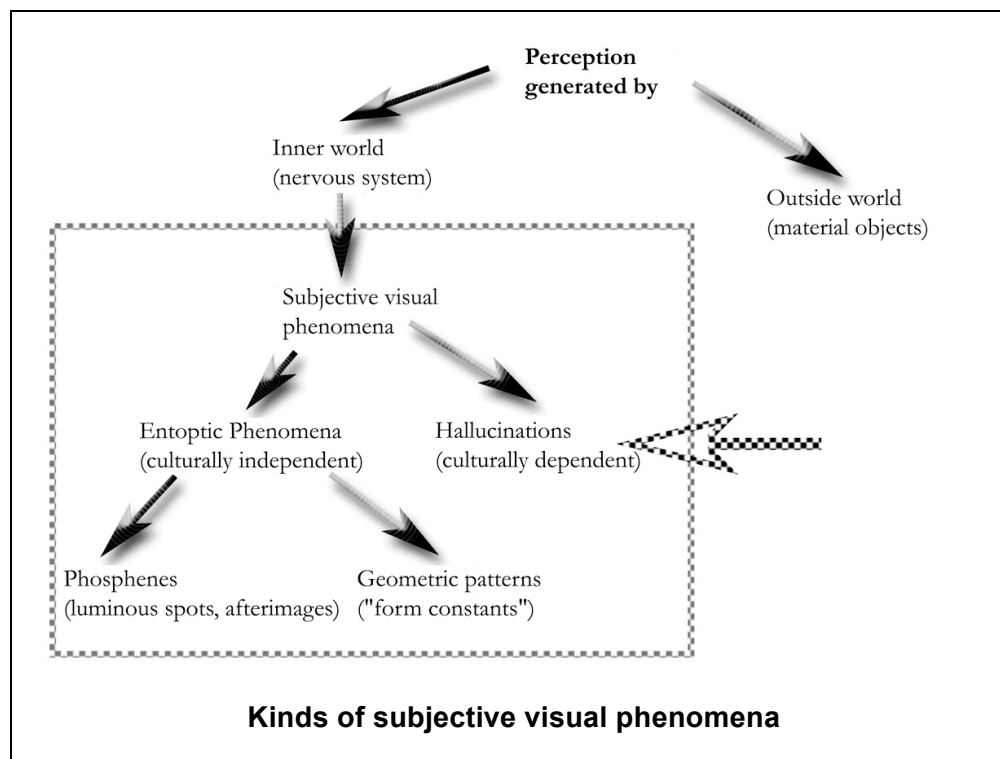 Perception
generated by
Inner world
(nervous system)
Outside world
(material objects)
Subjective visual
phenomena
Entoptic Phenomena
(culturally independent)
Hallucinations
(culturally dependent)
Phosphenes
(luminous spots, afterimages)
Geometric patterns
("form constants")
Kinds of subjective visual phenomena